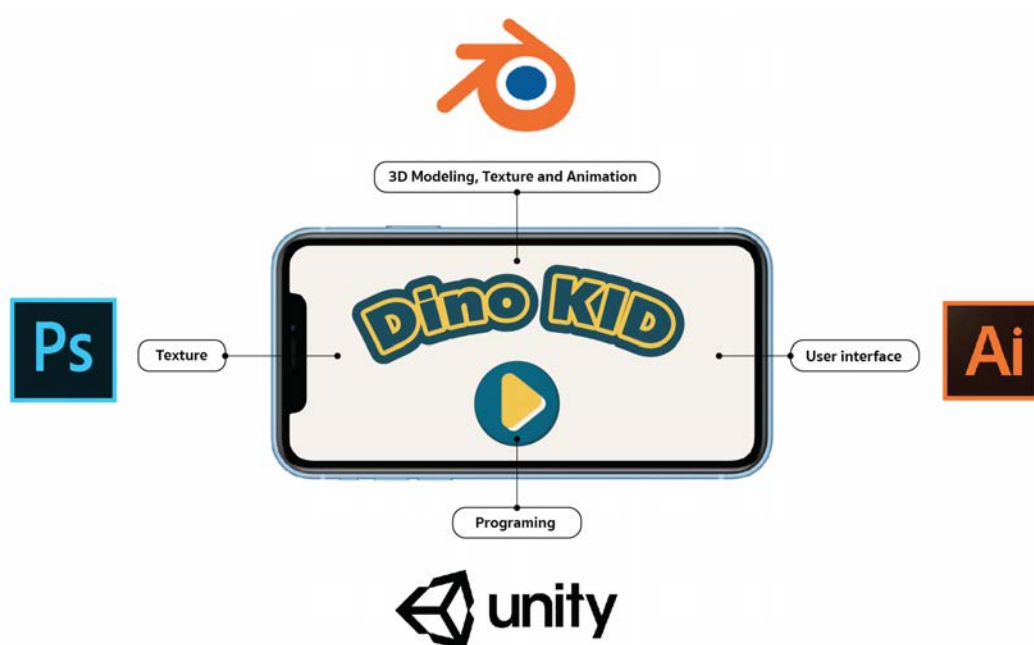 3D Modeling, Texture and Animation
Dino KID
Ps
Texture
User interface
Ai
Programing
unity